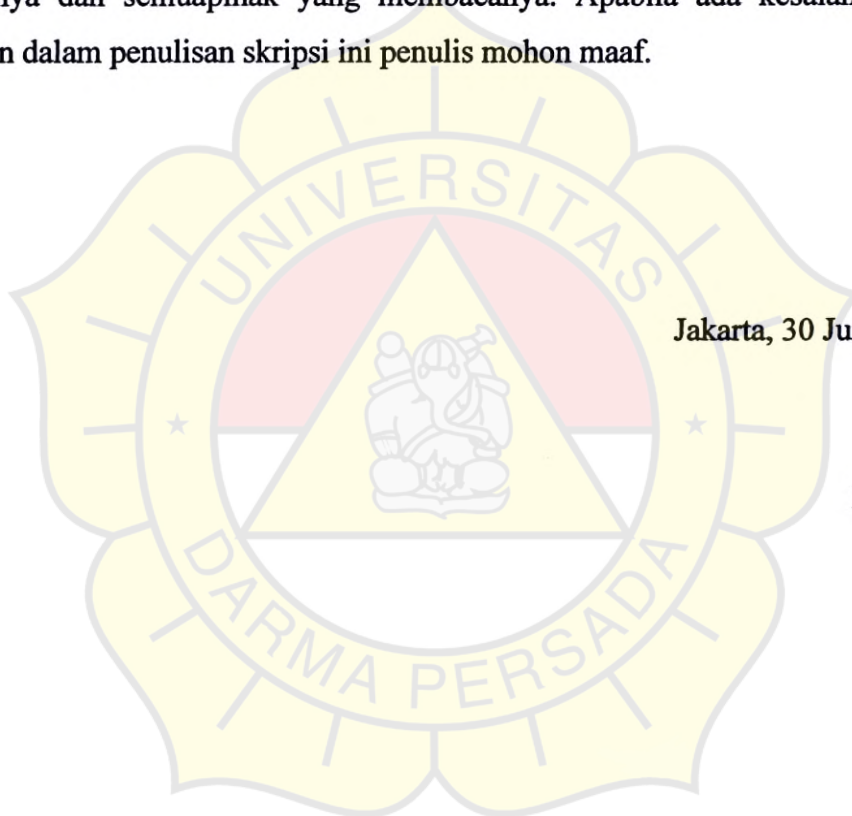 nya dan semuapihak yang membacanya. Apabila ada kesalah
n dalam penulisan skripsi ini penulis mohon maaf.
UNIVERSITAS
Jakarta, 30 Ju
DARMA PERSADA